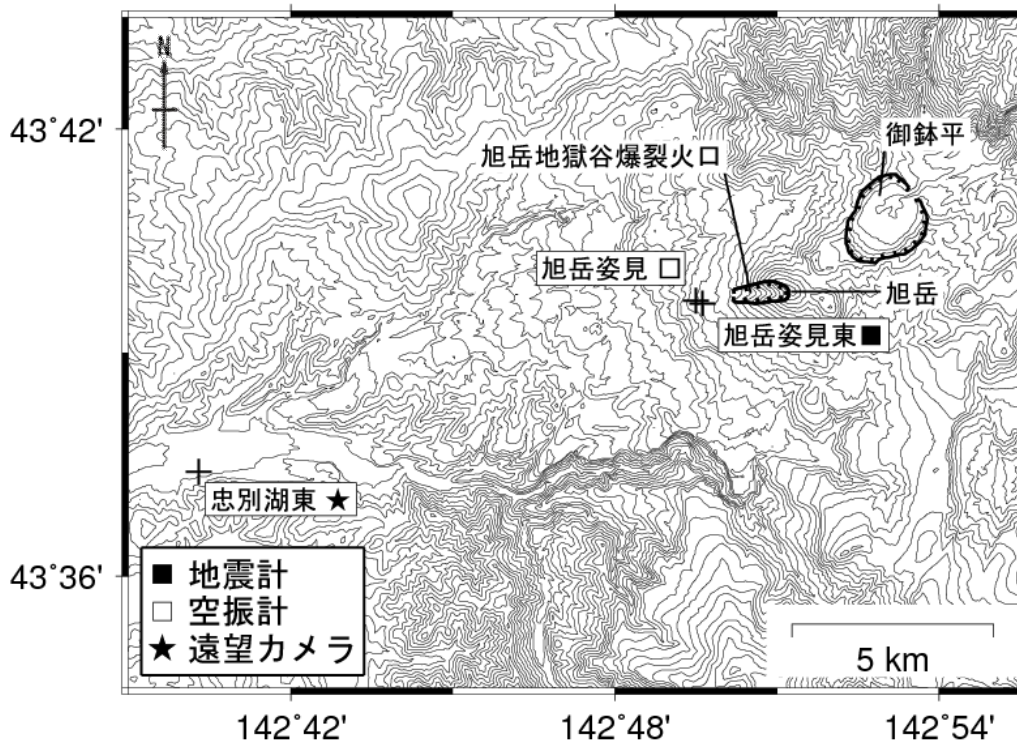 N
43°42'
御鉢平
旭岳地獄谷爆裂火口
旭岳姿見 □
旭岳
旭岳姿見東■
忠別湖東 ★
43°36'
■ 地震計
□ 空振計
★ 遠望カメラ
5 km
142°42'
142°48'
142°54'